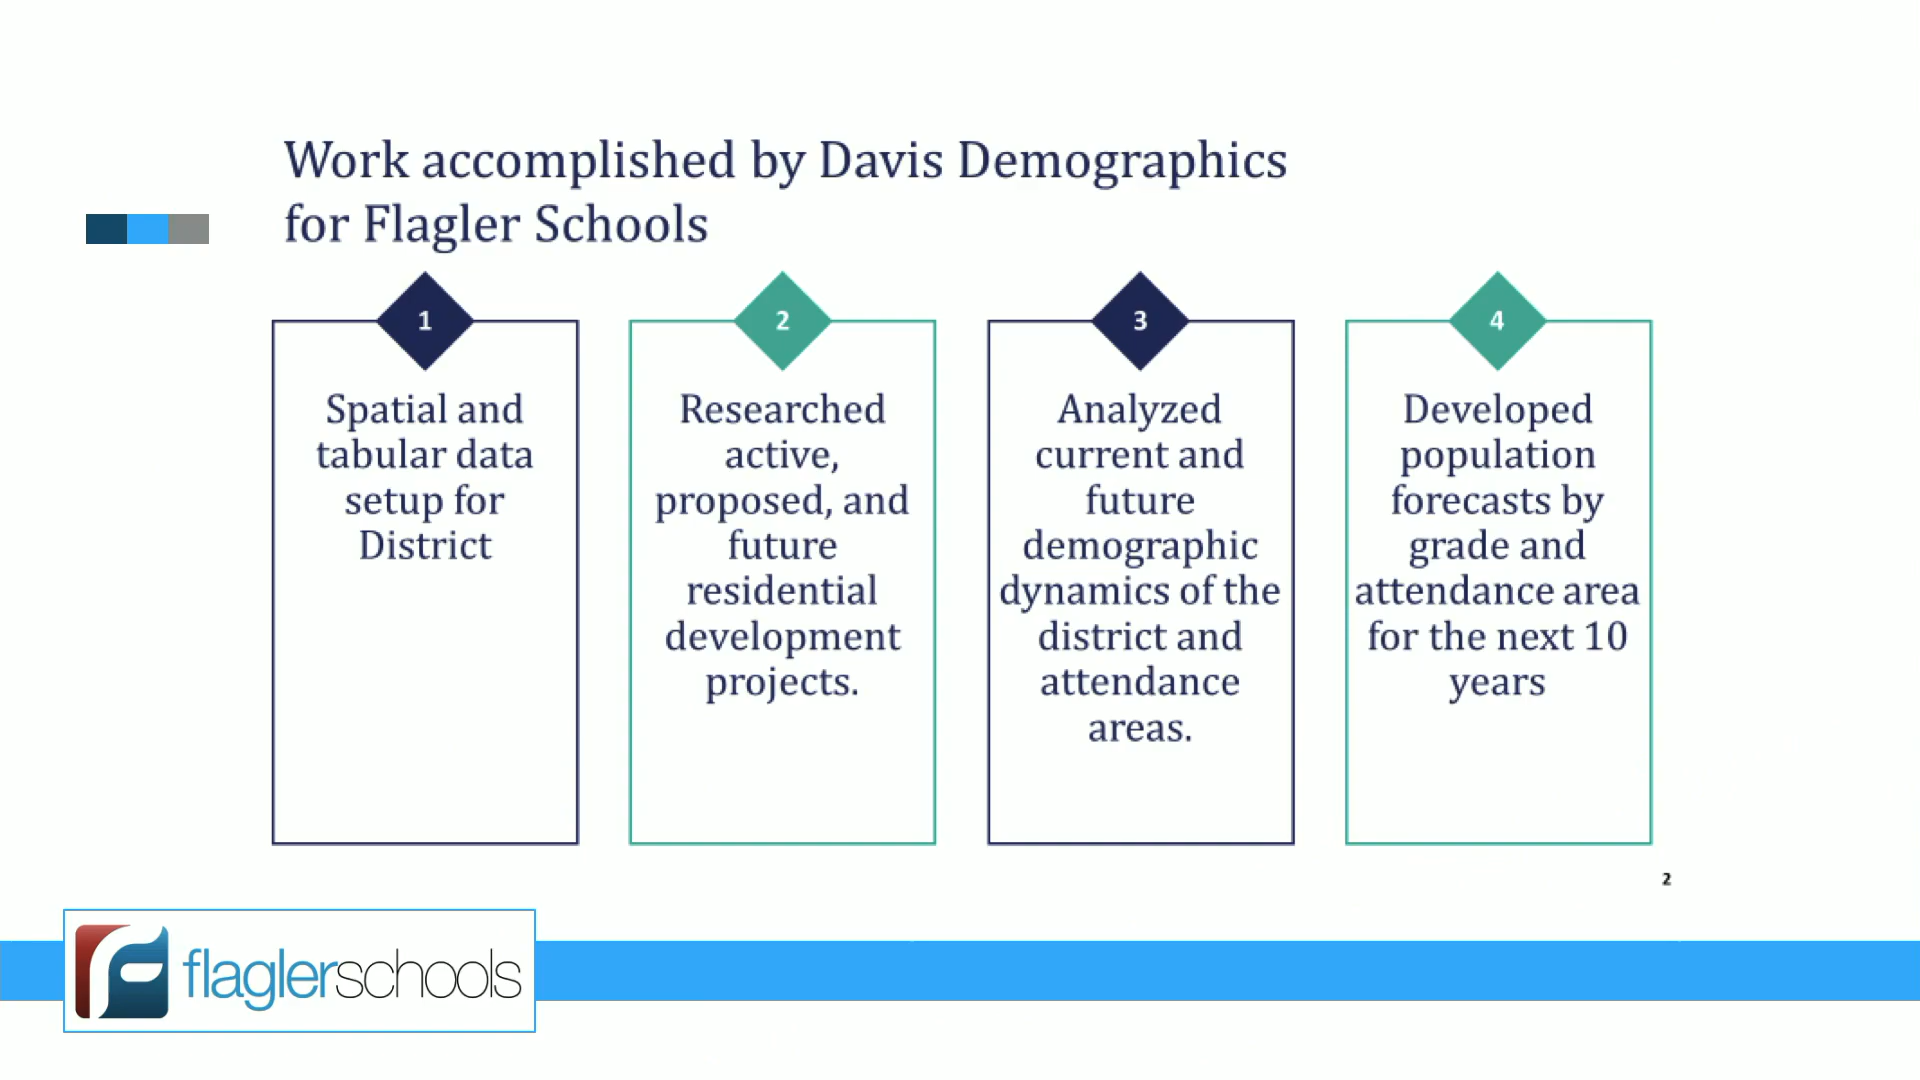 Work accomplished by Davis Demographics
for Flagler Schools
1
Spatial and
tabular data
setup for
District
2
Researched
active,
proposed, and
future
residential
development
projects.
3
Analyzed
current and
future
demographic
dynamics of the
district and
attendance
areas.
4
Developed
population
forecasts by
grade and
attendance area
for the next 10
years
2
flaglerschools